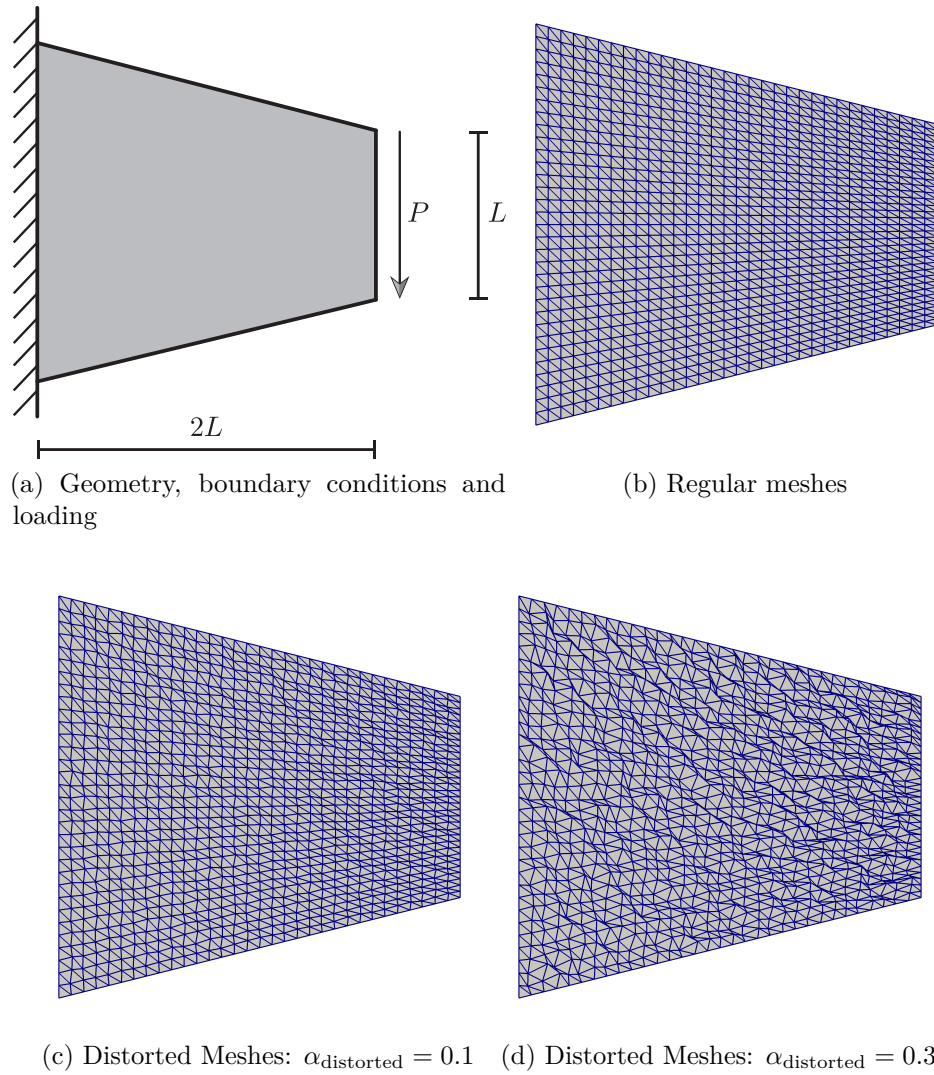 P
L
2L
(a) Geometry, boundary conditions and
loading
(b) Regular meshes
(c) Distorted Meshes: α_distorted = 0.1
(d) Distorted Meshes: α_distorted = 0.3